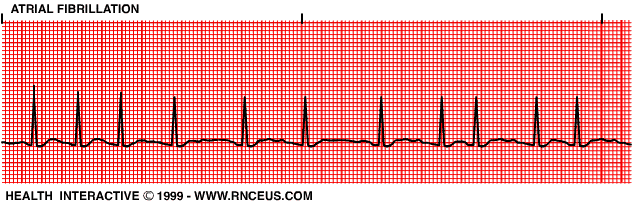 ATRIAL FIBRILLATION
HEALTH INTERACTIVE © 1999 - WWW.RNCEUS.COM